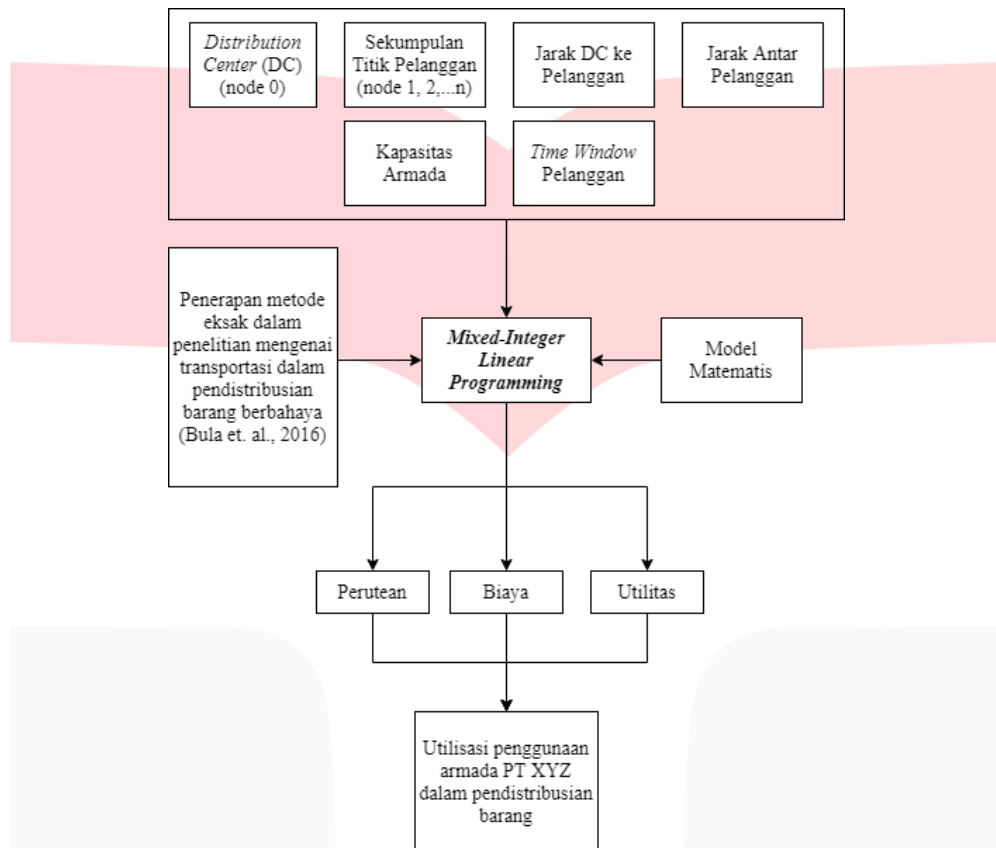 Distribution
Center (DC)
(node 0)
Sekumpulan
Titik Pelanggan
(node 1, 2,...n)
Jarak DC ke
Pelanggan
Jarak Antar
Pelanggan
Kapasitas
Armada
Time Window
Pelanggan
Penerapan metode
eksak dalam
penelitian mengenai
transportasi dalam
pendistribusian
barang berbahaya
(Bula et. al., 2016)
Mixed-Integer
Linear
Programming
Model
Matematis
Perutean
Biaya
Utilitas
Utilisasi penggunaan
armada PT XYZ
dalam pendistribusian
barang